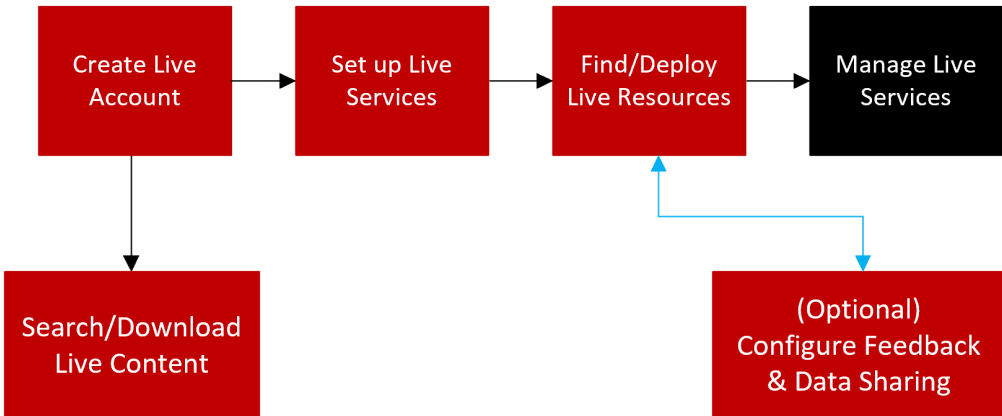 Create Live
Account
Set up Live
Services
Find/Deploy
Live Resources
Manage Live
Services
Search/Download
Live Content
(Optional)
Configure Feedback
& Data Sharing